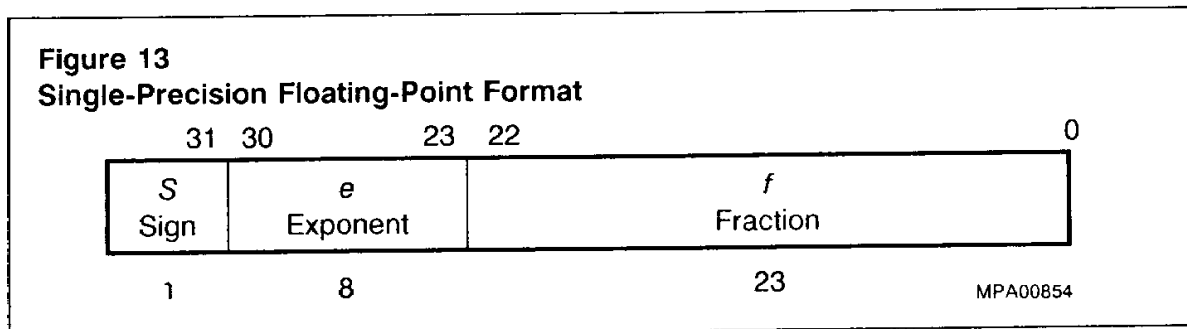 Figure 13
Single-Precision Floating-Point Format
31 30 23 22 0
S e f
Sign Exponent Fraction
1 8 23 MPA00854